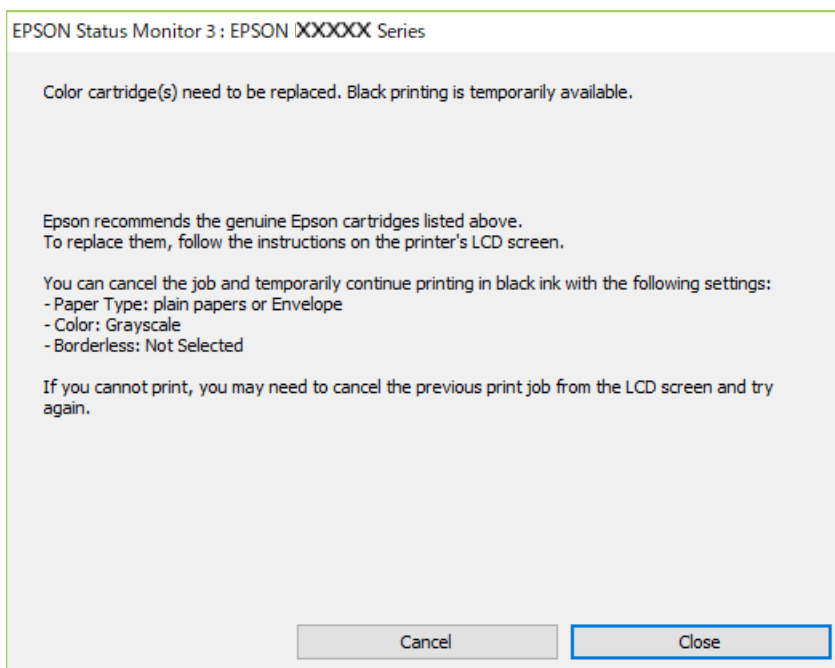 EPSON Status Monitor 3 : EPSON XXXXX Series
Color cartridge(s) need to be replaced. Black printing is temporarily available.
Epson recommends the genuine Epson cartridges listed above.
To replace them, follow the instructions on the printer's LCD screen.
You can cancel the job and temporarily continue printing in black ink with the following settings:
- Paper Type: plain papers or Envelope
- Color: Grayscale
- Borderless: Not Selected
If you cannot print, you may need to cancel the previous print job from the LCD screen and try
again.
Cancel
Close